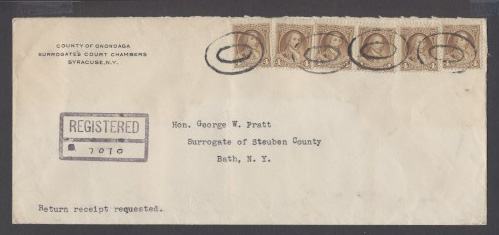 COUNTY OF ONONDAGA
SURROGATE'S COURT CHAMBERS
SYRACUSE, N.Y.
REGISTERED
Hon. George W. Pratt
Surrogate of Steuben County
Bath, N. Y.
Return receipt requested.